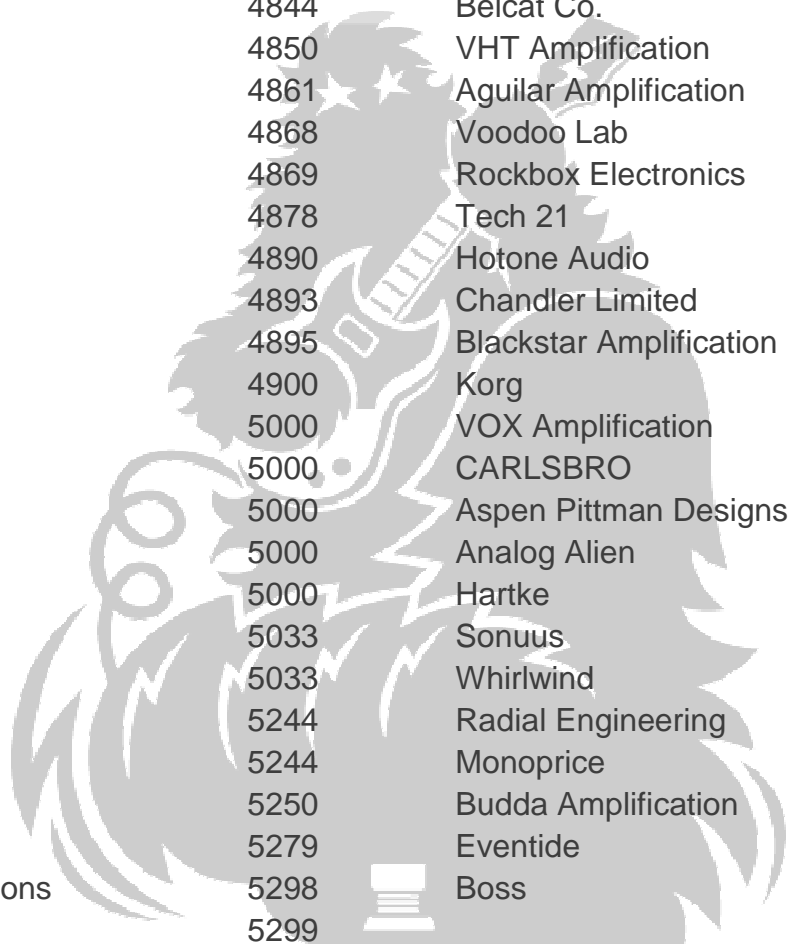 4844 Belcat Co.
4850 VHT Amplification
4861 Aguilar Amplification
4868 Voodoo Lab
4869 Rockbox Electronics
4878 Tech 21
4890 Hotone Audio
4893 Chandler Limited
4895 Blackstar Amplification
4900 Korg
5000 VOX Amplification
5000 CARLSBRO
5000 Aspen Pittman Designs
5000 Analog Alien
5000 Hartke
5033 Sonuus
5033 Whirlwind
5244 Radial Engineering
5244 Monoprice
5250 Budda Amplification
5279 Eventide
ons 5298 Boss
5299